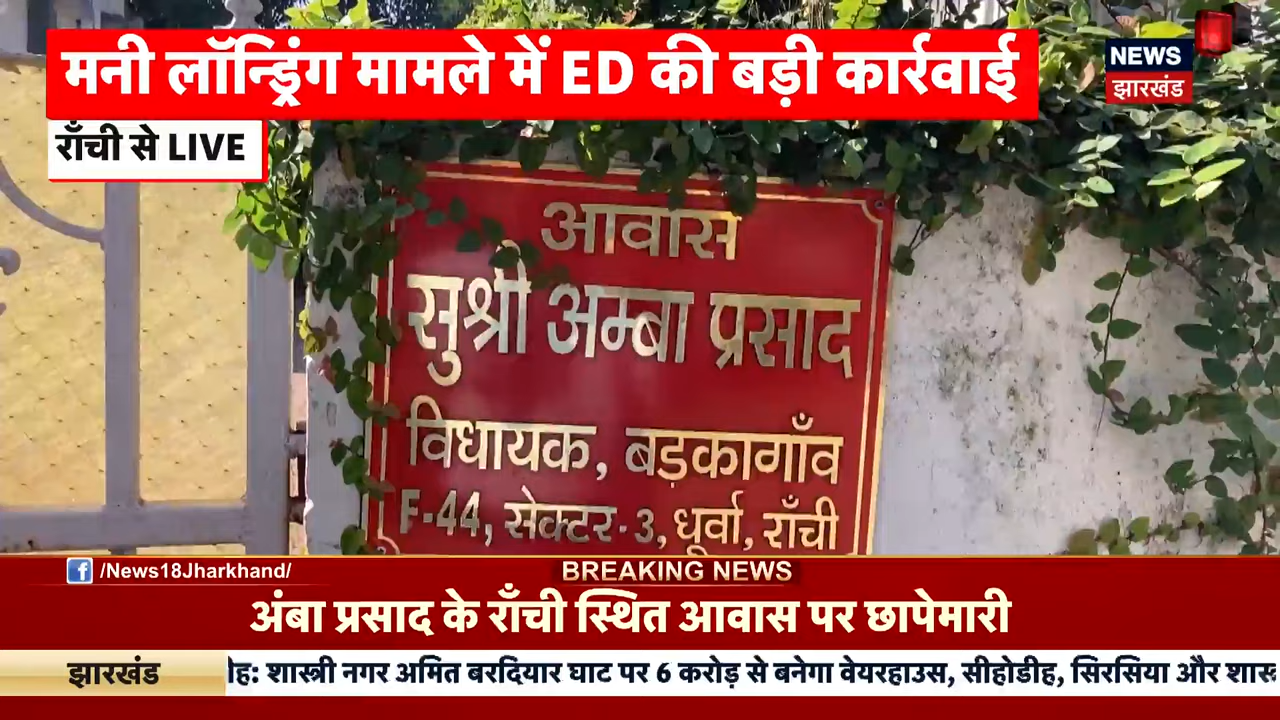 मनी लॉन्ड्रिंग मामले में ED की बड़ी कार्रवाई
NEWS
झारखंड
राँची से LIVE
आवास
सुश्री अम्बा प्रसाद
विधायक, बड़कागाँव
F-44, सेक्टर-3, धूर्वा, राँची
/News18Jharkhand/
BREAKING NEWS
अंबा प्रसाद के राँची स्थित आवास पर छापेमारी
झारखंड
शास्त्री नगर अमित बरदियार घाट पर 6 करोड़ से बनेगा वेयरहाउस, सीहोडीह, सिरसिया और